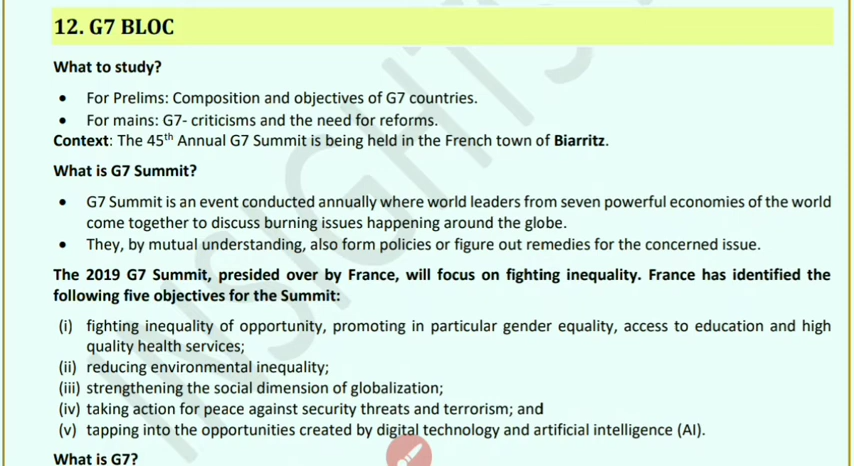 12. G7 BLOC
What to study?
• For Prelims: Composition and objectives of G7 countries.
• For mains: G7- criticisms and the need for reforms.
Context: The 45th Annual G7 Summit is being held in the French town of Biarritz.
What is G7 Summit?
• G7 Summit is an event conducted annually where world leaders from seven powerful economies of the world
come together to discuss burning issues happening around the globe.
• They, by mutual understanding, also form policies or figure out remedies for the concerned issue.
The 2019 G7 Summit, presided over by France, will focus on fighting inequality. France has identified the
following five objectives for the Summit:
(i) fighting inequality of opportunity, promoting in particular gender equality, access to education and high
quality health services;
(ii) reducing environmental inequality;
(iii) strengthening the social dimension of globalization;
(iv) taking action for peace against security threats and terrorism; and
(v) tapping into the opportunities created by digital technology and artificial intelligence (AI).
What is G7?
INSIGHTS